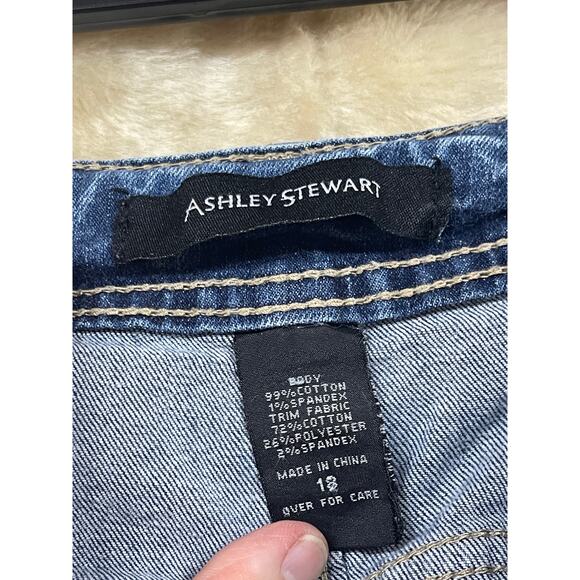 ASHLEY STEWART
BODY
99%COTTON
1%SPANDEX
TRIM FABRIC
72%COTTON
26%POLYESTER
2%SPANDEX
MADE IN CHINA
18
OVER FOR CARE